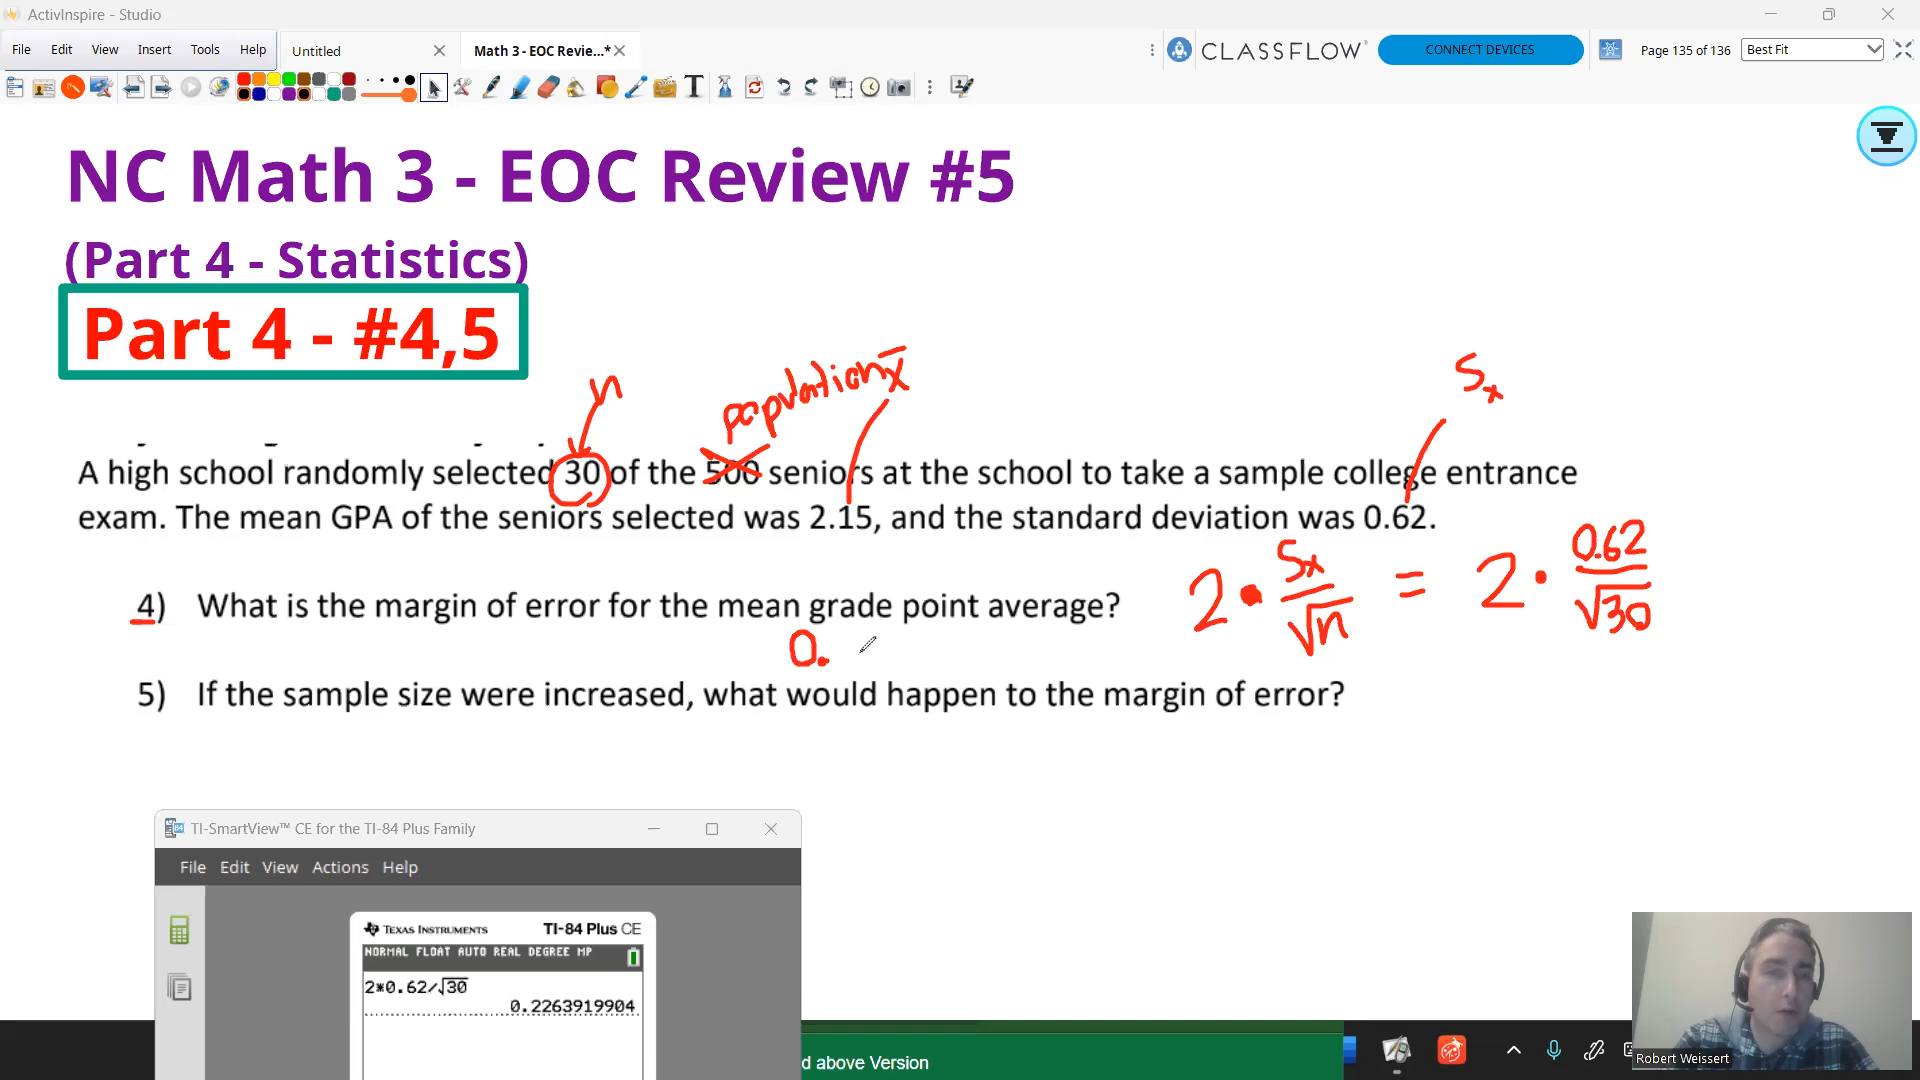 ActivInspire - Studio
File Edit View Insert Tools Help
Untitled
Math 3 - EOC Revie...*
CLASSFLOW
CONNECT DEVICES
Page 135 of 136
Best Fit
NC Math 3 - EOC Review #5
(Part 4 - Statistics)
Part 4 - #4,5
n
population
x̄
Sx
A high school randomly selected 30 of the 500 seniors at the school to take a sample college entrance
exam. The mean GPA of the seniors selected was 2.15, and the standard deviation was 0.62.
2 • Sx/√n = 2 • 0.62/√30
4) What is the margin of error for the mean grade point average?
0.
5) If the sample size were increased, what would happen to the margin of error?
TI-SmartView™ CE for the TI-84 Plus Family
File Edit View Actions Help
TEXAS INSTRUMENTS TI-84 Plus CE
NORMAL FLOAT AUTO REAL DEGREE MP
2*0.62/√30
0.2263919904
d above Version
Robert Weissert